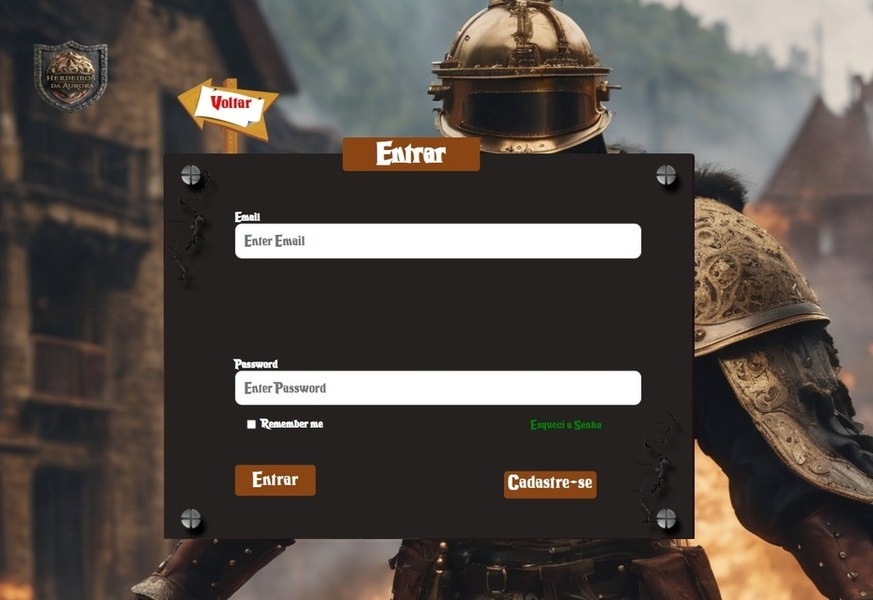 HERDEIROS
DA AURORA
Voltar
Entrar
Email
Enter Email
Password
Enter Password
Remember me
Esqueci a Senha
Entrar
Cadastre-se